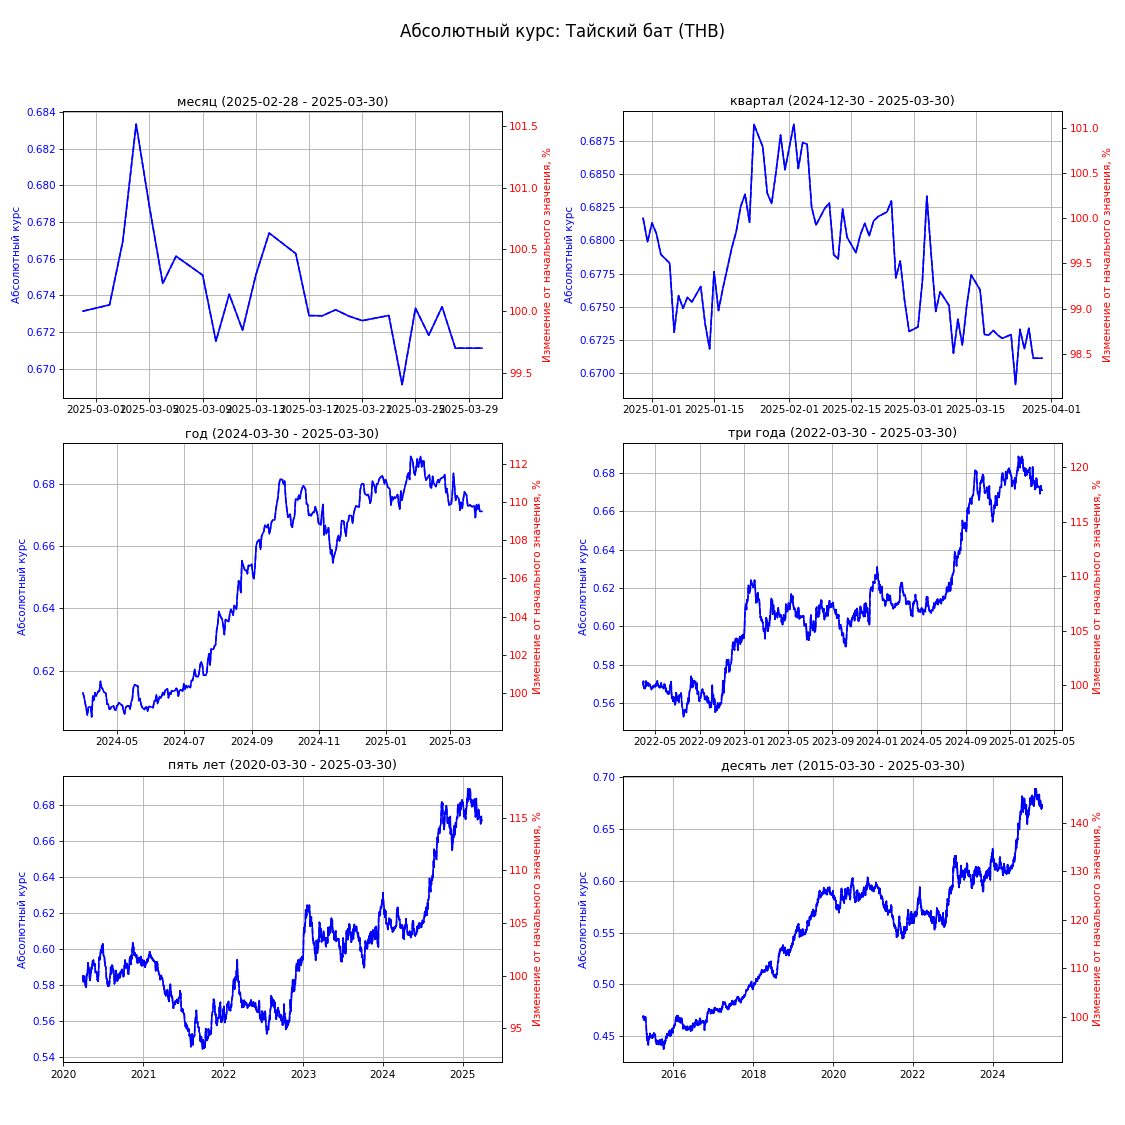 Абсолютный курс: Тайский бат (THB)
месяц (2025-02-28 - 2025-03-30)
Абсолютный курс
0.684
0.682
0.680
0.678
0.676
0.674
0.672
0.670
101.5
101.0
100.5
100.0
99.5
Изменение от начального значения, %
2025-03-01 2025-03-05 2025-03-09 2025-03-13 2025-03-17 2025-03-21 2025-03-25 2025-03-29
квартал (2024-12-30 - 2025-03-30)
Абсолютный курс
0.6875
0.6850
0.6825
0.6800
0.6775
0.6750
0.6725
0.6700
101.0
100.5
100.0
99.5
99.0
98.5
Изменение от начального значения, %
2025-01-01 2025-01-15 2025-02-01 2025-02-15 2025-03-01 2025-03-15 2025-04-01
год (2024-03-30 - 2025-03-30)
Абсолютный курс
0.68
0.66
0.64
0.62
112
110
108
106
104
102
100
Изменение от начального значения, %
2024-05 2024-07 2024-09 2024-11 2025-01 2025-03
три года (2022-03-30 - 2025-03-30)
Абсолютный курс
0.68
0.66
0.64
0.62
0.60
0.58
0.56
120
115
110
105
100
Изменение от начального значения, %
2022-05 2022-09 2023-01 2023-05 2023-09 2024-01 2024-05 2024-09 2025-01 2025-05
пять лет (2020-03-30 - 2025-03-30)
Абсолютный курс
0.68
0.66
0.64
0.62
0.60
0.58
0.56
0.54
115
110
105
100
95
Изменение от начального значения, %
2020 2021 2022 2023 2024 2025
десять лет (2015-03-30 - 2025-03-30)
Абсолютный курс
0.70
0.65
0.60
0.55
0.50
0.45
140
130
120
110
100
Изменение от начального значения, %
2016 2018 2020 2022 2024